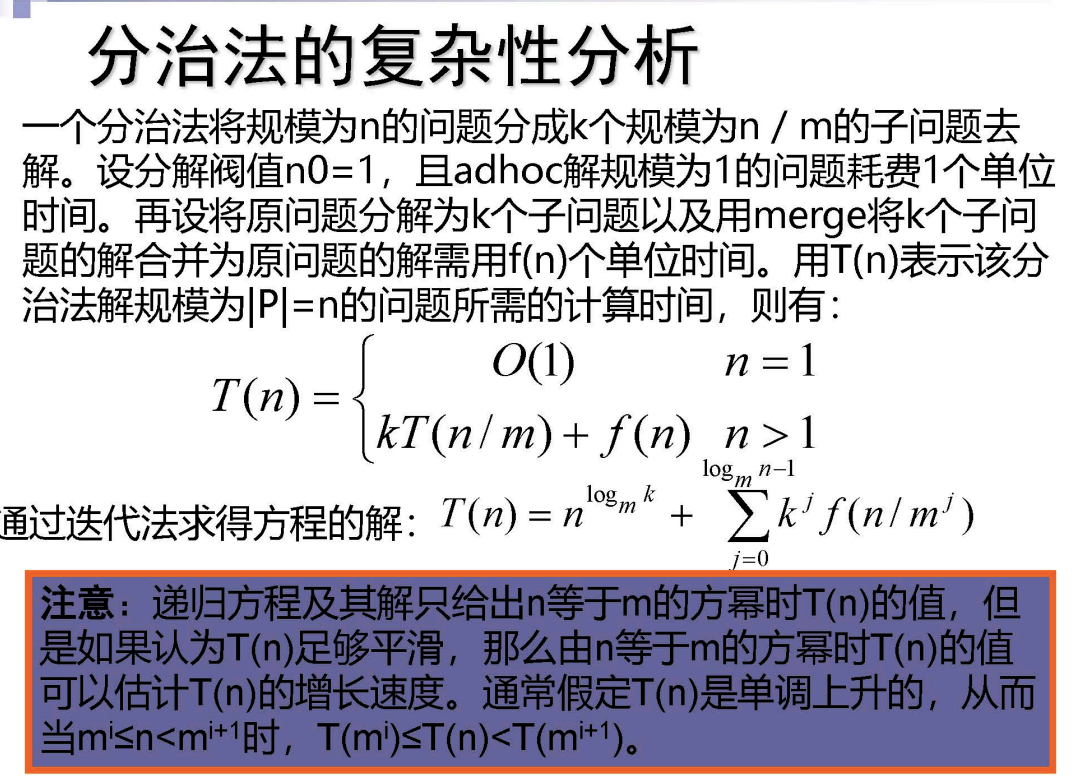 分治法的复杂性分析
一个分治法将规模为n的问题分成k个规模为n／m的子问题去
解。设分解阀值n0=1，且adhoc解规模为1的问题耗费1个单位
时间。再设将原问题分解为k个子问题以及用merge将k个子问
题的解合并为原问题的解需用f(n)个单位时间。用T(n)表示该分
治法解规模为|P|=n的问题所需的计算时间，则有：
T(n) = { O(1) n = 1
kT(n/m) + f(n) n > 1
通过迭代法求得方程的解：T(n) = n^{log_m k} + ∑_{j=0}^{log_m n−1} k^j f(n/m^j)
注意：递归方程及其解只给出n等于m的方幂时T(n)的值，但
是如果认为T(n)足够平滑，那么由n等于m的方幂时T(n)的值
可以估计T(n)的增长速度。通常假定T(n)是单调上升的，从而
当mⁱ≤n<mⁱ⁺¹时，T(mⁱ)≤T(n)<T(mⁱ⁺¹)。